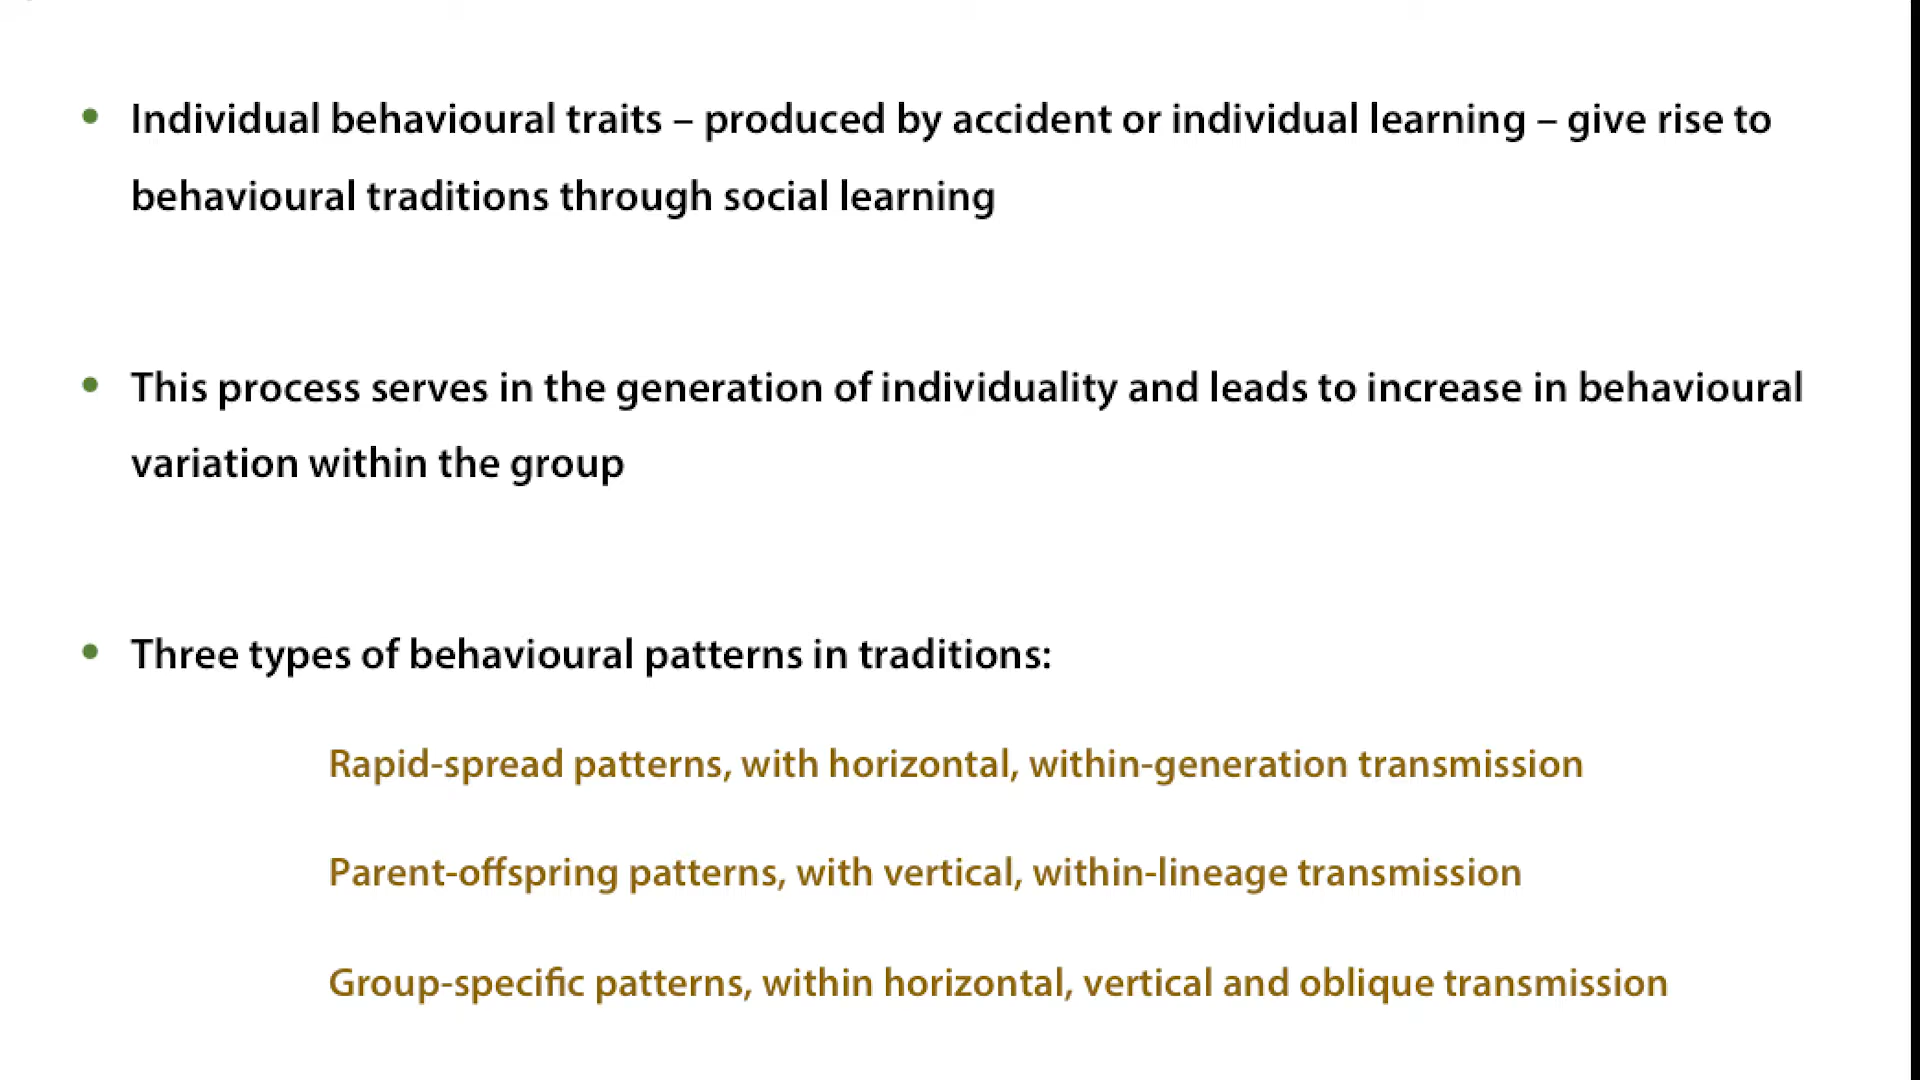 • Individual behavioural traits – produced by accident or individual learning – give rise to
behavioural traditions through social learning
• This process serves in the generation of individuality and leads to increase in behavioural
variation within the group
• Three types of behavioural patterns in traditions:
Rapid-spread patterns, with horizontal, within-generation transmission
Parent-offspring patterns, with vertical, within-lineage transmission
Group-specific patterns, within horizontal, vertical and oblique transmission